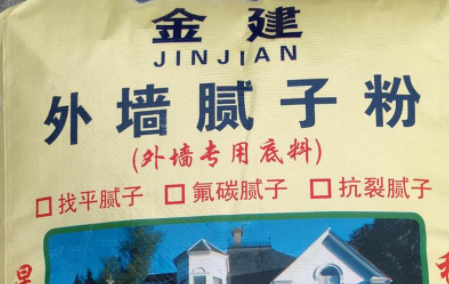 金建
JINJIAN
外墙腻子粉
(外墙专用底料)
□找平腻子 □氟碳腻子 □抗裂腻子